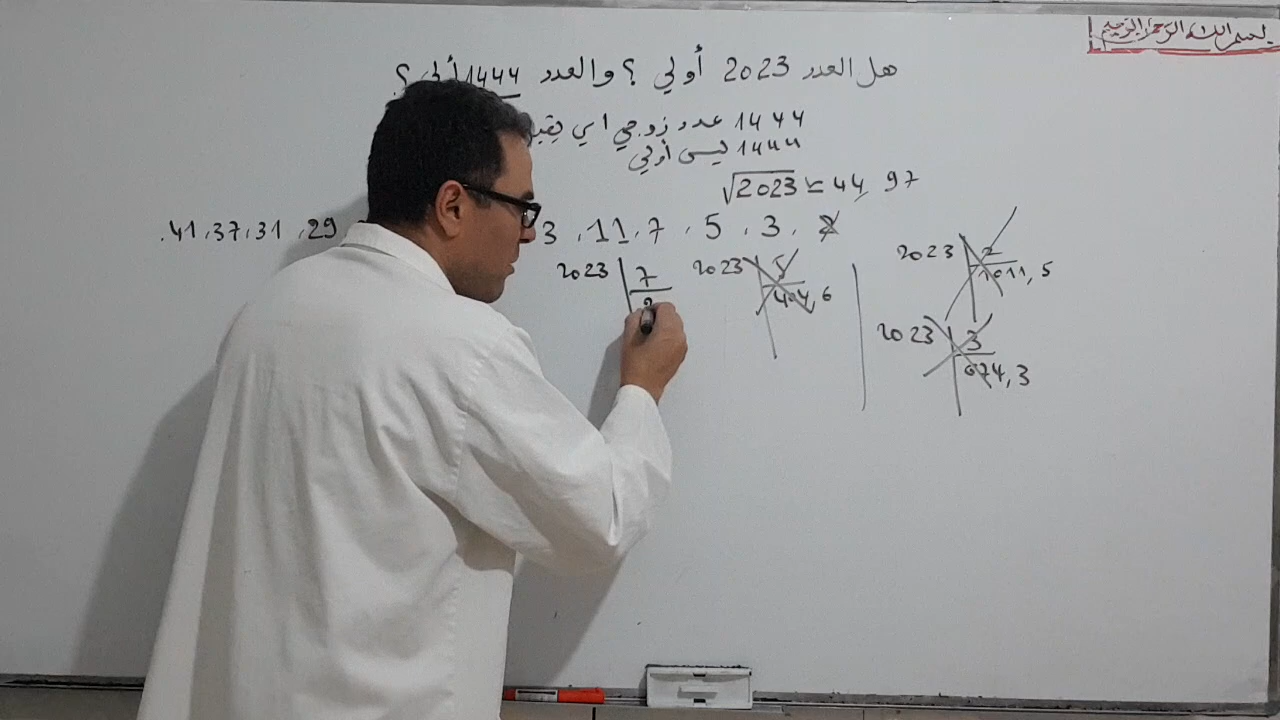 بسم الله الرحمن الرحيم
هل العدد 2023 أولي ؟ والعدد 1444 أولي ؟
1444 عدد زوجي اي يقبل
1444 ليس أولي
√2023 ≃ 44,97
2 , 3 , 5 , 7 , 11 , 3 29 , 31 , 37 , 41 .
2023 | 2
1011,5
2023 | 3
674,3
2023 | 5
404,6
2023 | 7
2